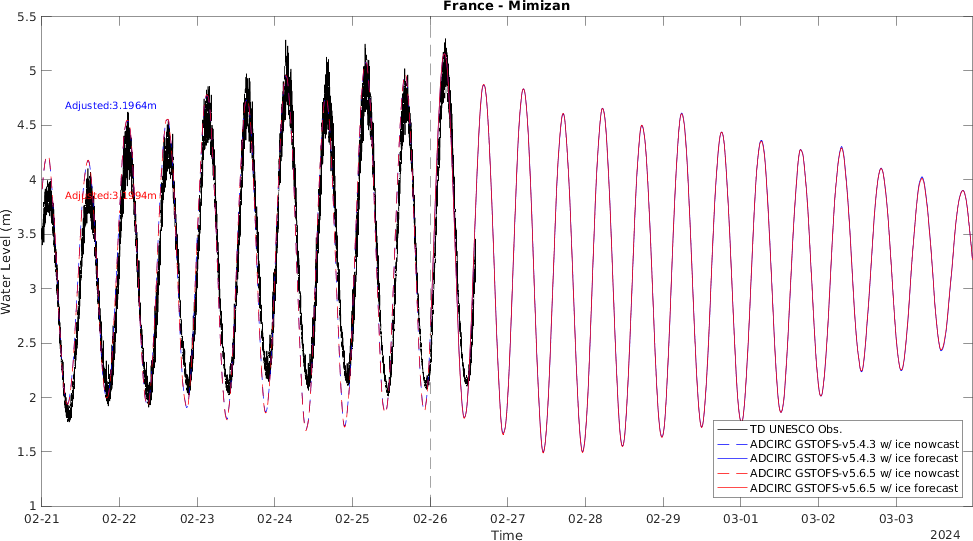 France - Mimizan
5.5
5
4.5
4
3.5
3
2.5
2
1.5
1
Water Level (m)
Adjusted:3.1964m
Adjusted:3.1994m
TD UNESCO Obs.
ADCIRC GSTOFS-v5.4.3 w/ ice nowcast
ADCIRC GSTOFS-v5.4.3 w/ ice forecast
ADCIRC GSTOFS-v5.6.5 w/ ice nowcast
ADCIRC GSTOFS-v5.6.5 w/ ice forecast
02-21 02-22 02-23 02-24 02-25 02-26 02-27 02-28 02-29 03-01 03-02 03-03
Time
2024